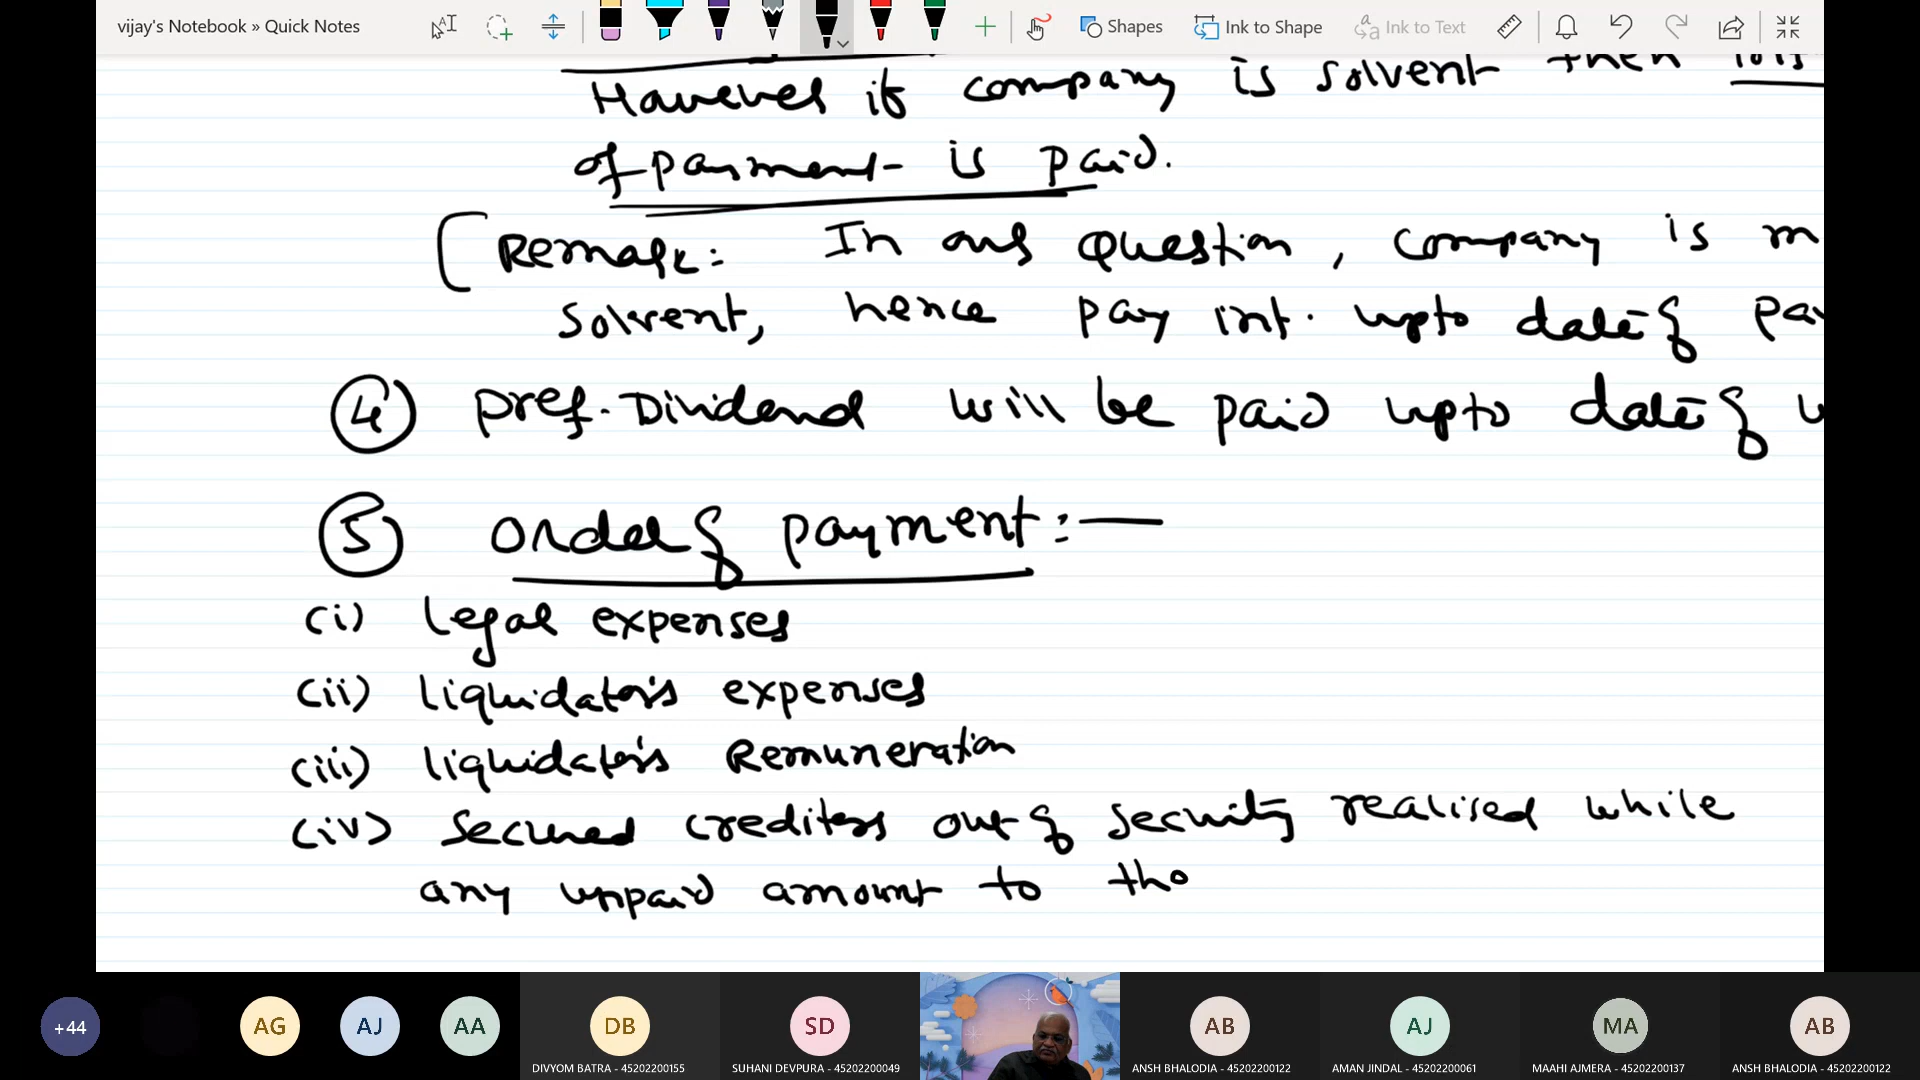 vijay's Notebook » Quick Notes
Shapes
Ink to Shape
Ink to Text
However if company is solvent then
of payment is paid.
Remark: In our question, company is
solvent, hence pay int. upto date of
④ Pref. Dividend will be paid upto date of
⑤ order of payment :—
(i) Legal expenses
(ii) liquidator's expenses
(iii) liquidator's Remuneration
(iv) Secured creditors out of security realised while
any unpaid amount to
+44
AG
AJ
AA
DB
SD
AB
AJ
MA
AB
DIVYOM BATRA - 45202200155
SUHANI DEVPURA - 45202200049
ANSH BHALODIA - 45202200122
AMAN JINDAL - 45202200061
MAAHI AJMERA - 45202200137
ANSH BHALODIA - 45202200122